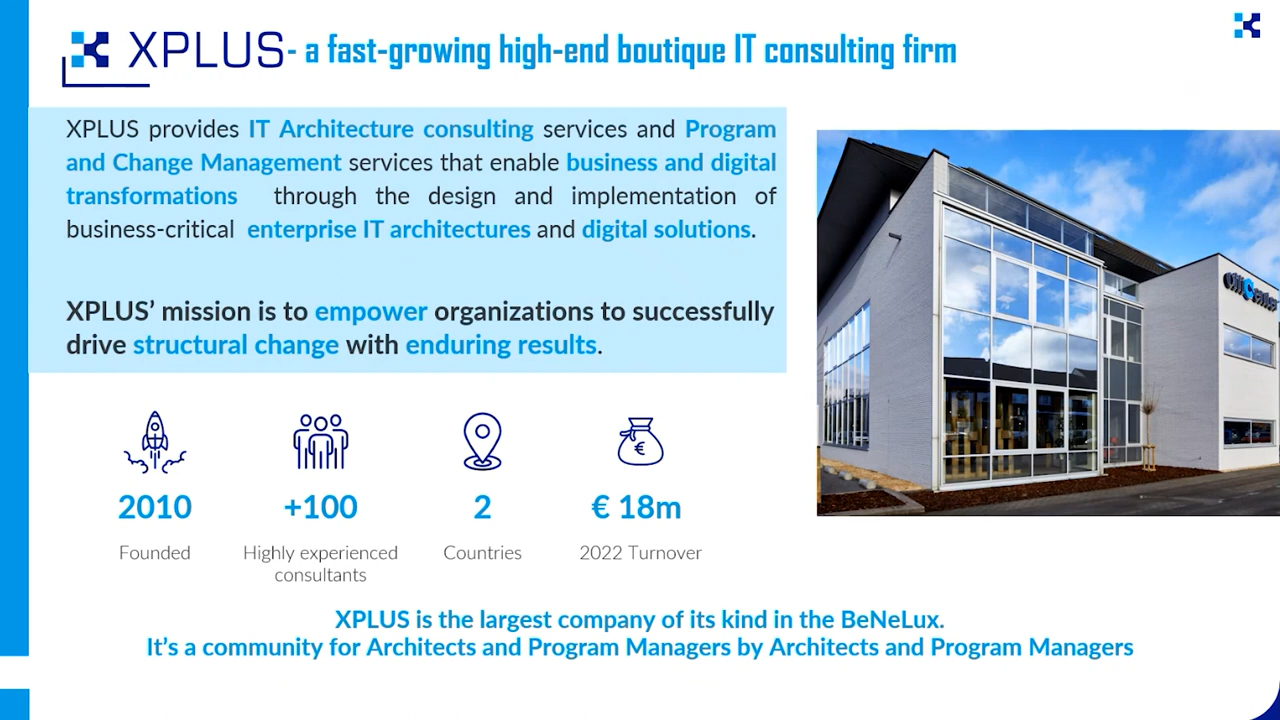 XPLUS - a fast-growing high-end boutique IT consulting firm
XPLUS provides IT Architecture consulting services and Program
and Change Management services that enable business and digital
transformations through the design and implementation of
business-critical enterprise IT architectures and digital solutions.
XPLUS’ mission is to empower organizations to successfully
drive structural change with enduring results.
€
2010
Founded
+100
Highly experienced
consultants
2
Countries
€ 18m
2022 Turnover
XPLUS is the largest company of its kind in the BeNeLux.
It’s a community for Architects and Program Managers by Architects and Program Managers